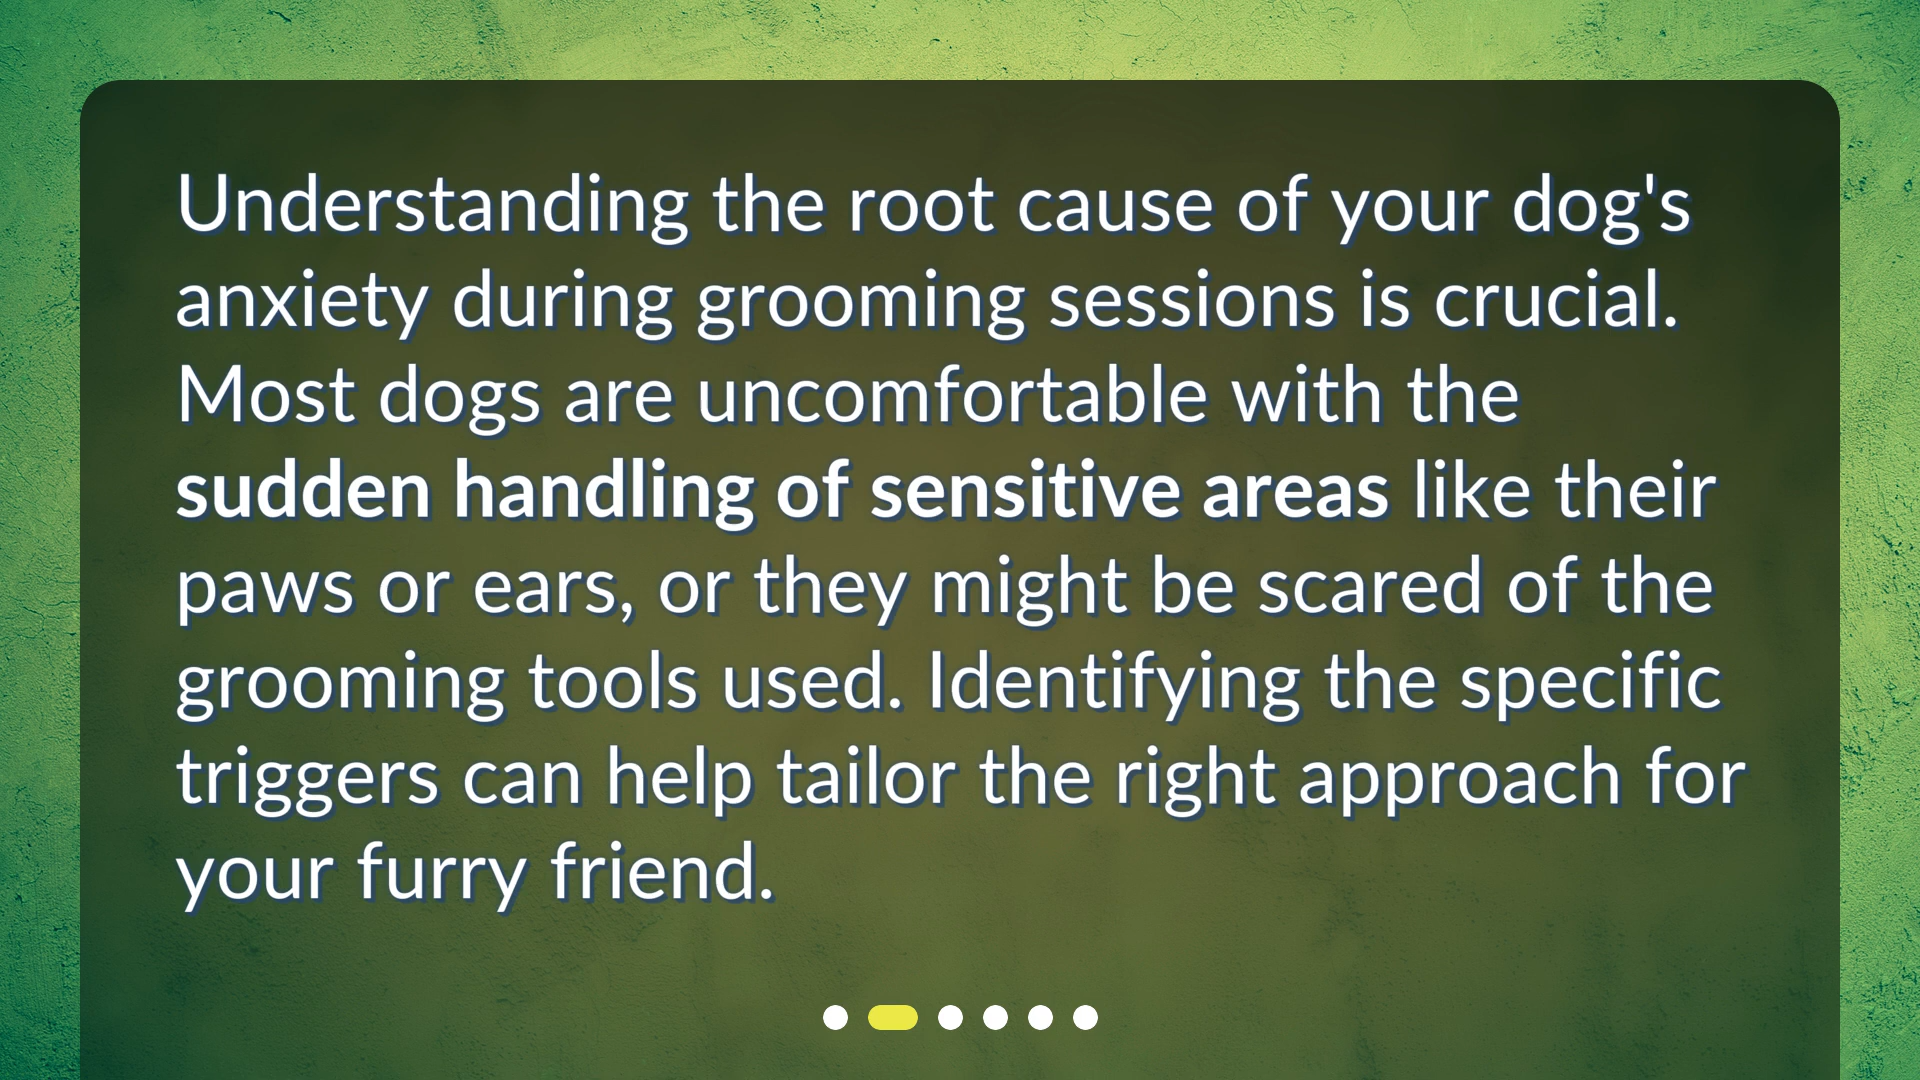 Understanding the root cause of your dog's
anxiety during grooming sessions is crucial.
Most dogs are uncomfortable with the
sudden handling of sensitive areas like their
paws or ears, or they might be scared of the
grooming tools used. Identifying the specific
triggers can help tailor the right approach for
your furry friend.